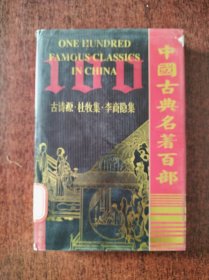 100
ONE HUNDRED
FAMOUS CLASSICS
IN CHINA
古诗源·杜牧集·李商隐集
中國古典名著百部